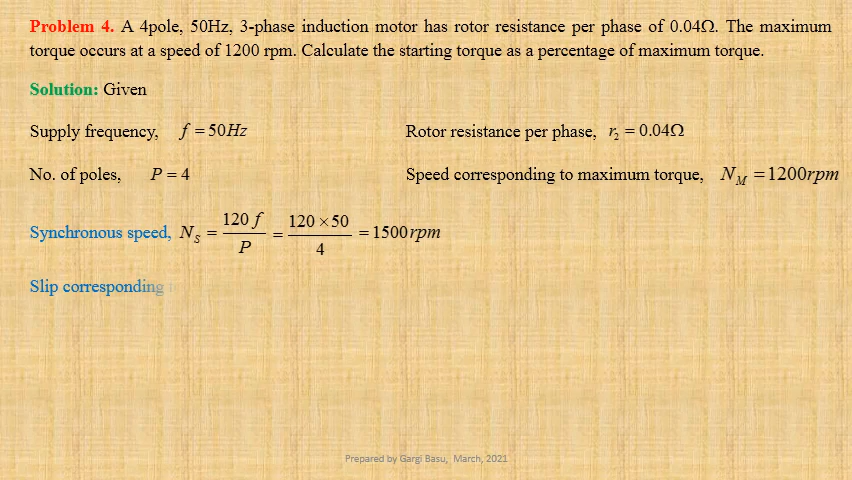 Problem 4. A 4pole, 50Hz, 3-phase induction motor has rotor resistance per phase of 0.04Ω. The maximum
torque occurs at a speed of 1200 rpm. Calculate the starting torque as a percentage of maximum torque.
Solution: Given
Supply frequency, f = 50Hz
Rotor resistance per phase, r₂ = 0.04Ω
No. of poles, P = 4
Speed corresponding to maximum torque, N_M = 1200rpm
Synchronous speed, N_S = 120 f / P = 120 × 50 / 4 = 1500rpm
Slip corresponding
Prepared by Gargi Basu, March, 2021